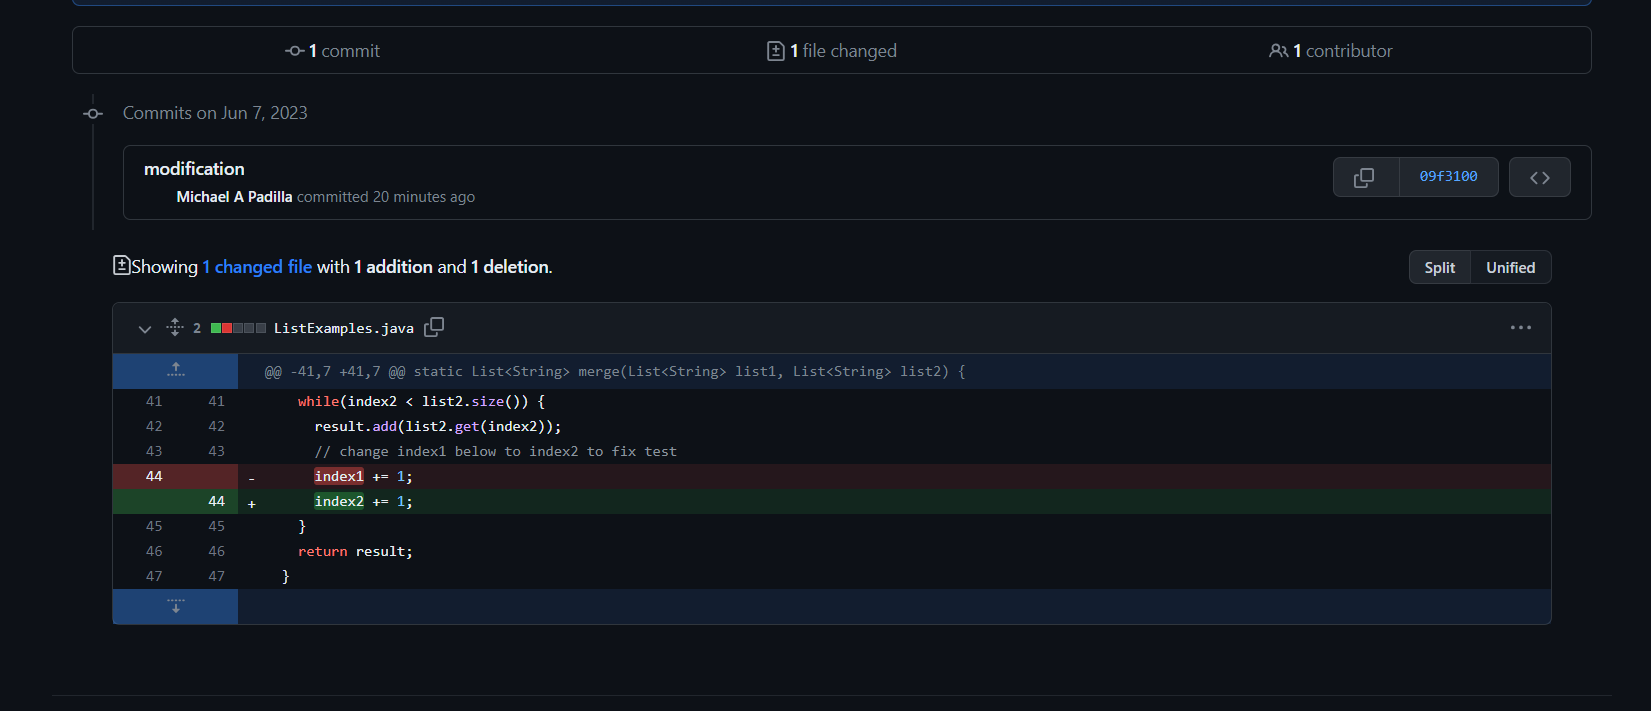 1 commit
1 file changed
1 contributor
Commits on Jun 7, 2023
modification
09f3100
Michael A Padilla committed 20 minutes ago
Showing 1 changed file with 1 addition and 1 deletion.
Split Unified
2 ListExamples.java
@@ -41,7 +41,7 @@ static List<String> merge(List<String> list1, List<String> list2) {
41 41 while(index2 < list2.size()) {
42 42 result.add(list2.get(index2));
43 43 // change index1 below to index2 to fix test
44 - index1 += 1;
44 + index2 += 1;
45 45 }
46 46 return result;
47 47 }